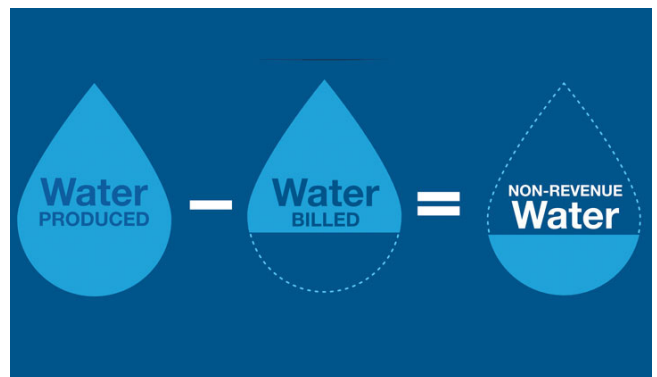 Water
PRODUCED
–
Water
BILLED
=
NON-REVENUE
Water